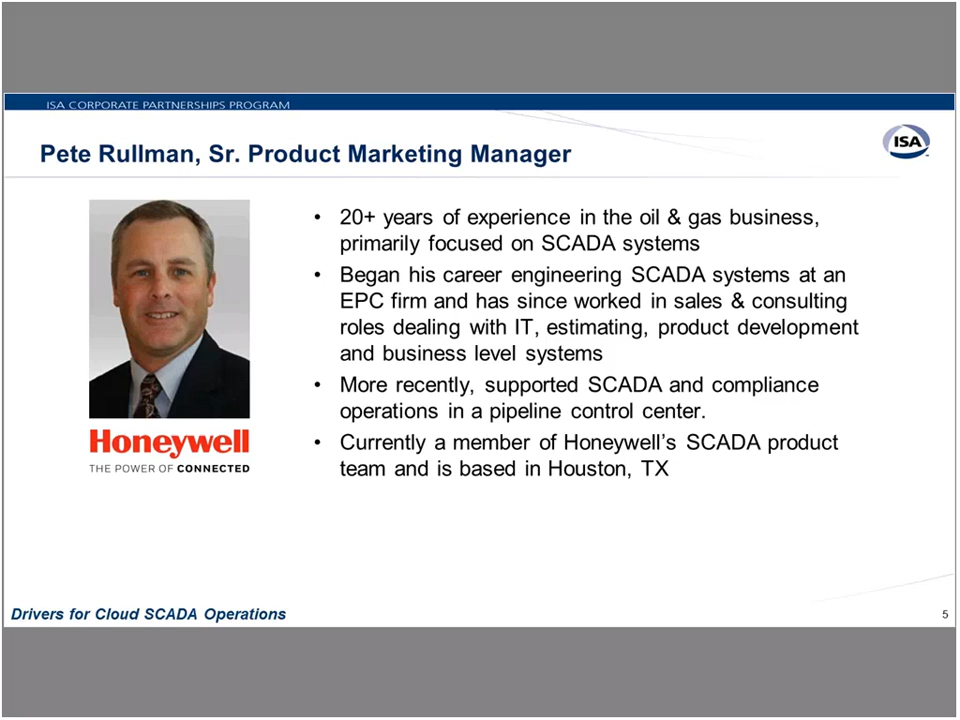 ISA CORPORATE PARTNERSHIPS PROGRAM
Pete Rullman, Sr. Product Marketing Manager
ISA
• 20+ years of experience in the oil & gas business,
primarily focused on SCADA systems
• Began his career engineering SCADA systems at an
EPC firm and has since worked in sales & consulting
roles dealing with IT, estimating, product development
and business level systems
• More recently, supported SCADA and compliance
operations in a pipeline control center.
• Currently a member of Honeywell’s SCADA product
team and is based in Houston, TX
Honeywell
THE POWER OF CONNECTED
Drivers for Cloud SCADA Operations
5